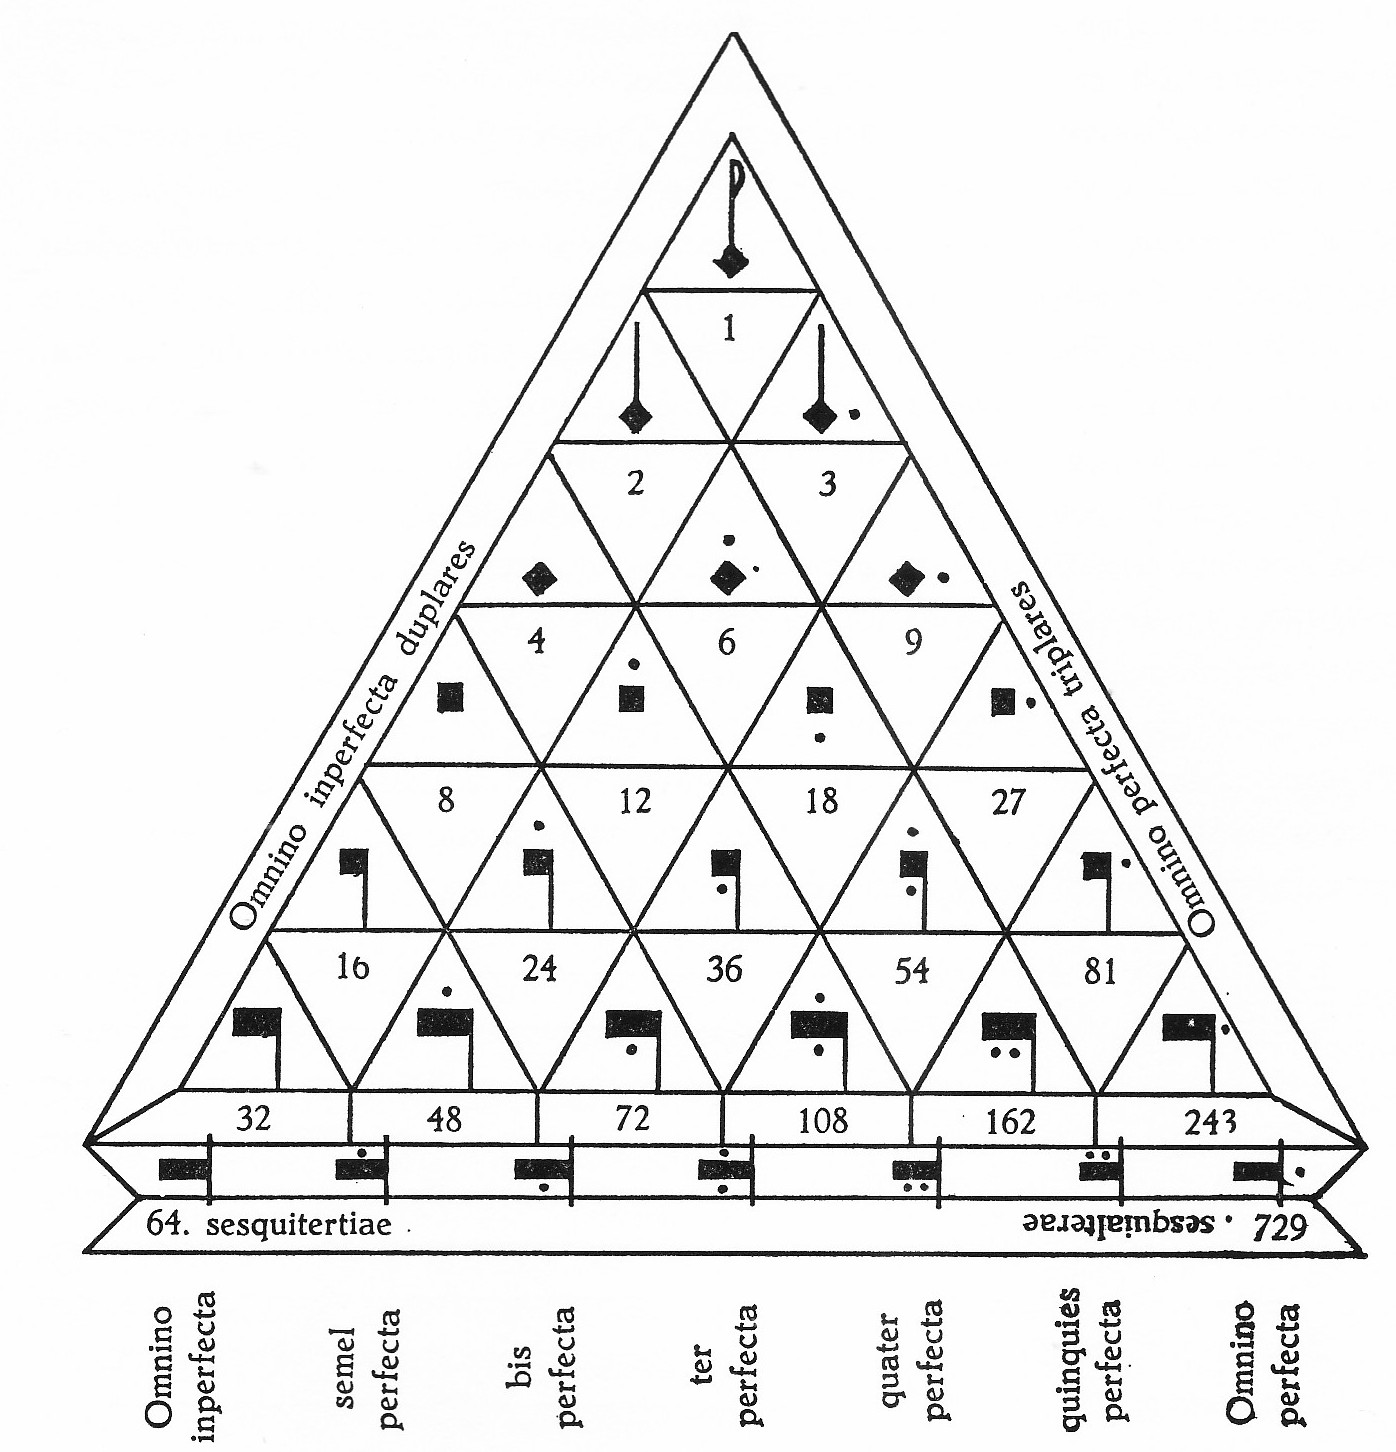 1
2 3
4 6 9
8 12 18 27
16 24 36 54 81
32 48 72 108 162 243
Omnino inperfecta duplares
Omnino perfecta triplares
64. sesquitertiae .
sesquialterae . 729
Omnino
inperfecta
semel
perfecta
bis
perfecta
ter
perfecta
quater
perfecta
quinquies
perfecta
Omnino
perfecta